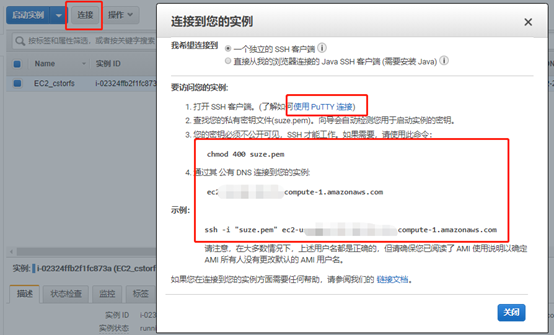 启动实例
连接
操作
按标签和属性筛选，或者按关键字搜索
Name
实例 ID
EC2_cstorfs
i-02324ffb2f1fc873
实例: i-02324ffb2f1fc873a (EC2_cstorfs)
描述
状态检查
监控
标签
实例 ID
i-023
实例状态
runn
连接到您的实例
我希望连接到
一个独立的 SSH 客户端
直接从我的浏览器连接的 Java SSH 客户端 (需要安装 Java)
要访问您的实例:
1. 打开 SSH 客户端。(了解如何使用 PuTTY 连接)
2. 查找您的私有密钥文件(suze.pem)。向导会自动检测您用于启动实例的密钥。
3. 您的密钥必须不公开可见，SSH 才能工作。如果需要，请使用此命令:
chmod 400 suze.pem
4. 通过其 公有 DNS 连接到您的实例:
ec2 compute-1.amazonaws.com
示例:
ssh -i "suze.pem" ec2-u compute-1.amazonaws.com
请注意，在大多数情况下，上述用户名都是正确的，但请确保您已阅读了 AMI 使用说明以确定
AMI 所有人没有更改默认的 AMI 用户名。
如果您在连接到您的实例方面需要任何帮助，请参阅我们的 链接文档。
关闭